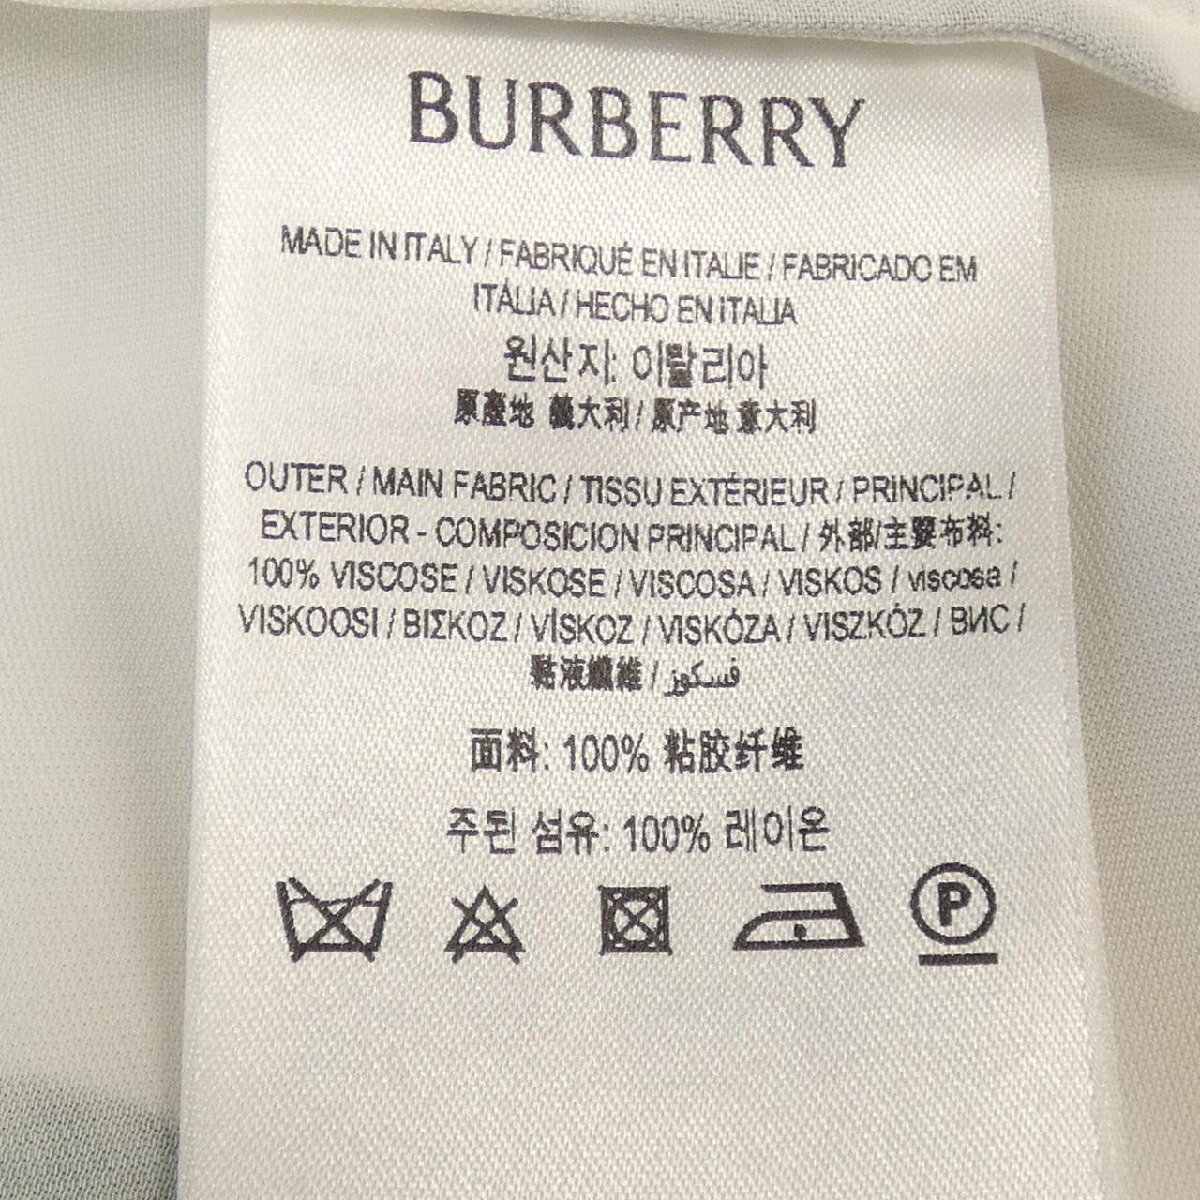 BURBERRY
MADE IN ITALY / FABRIQUÉ EN ITALIE / FABRICADO EM
ITÁLIA / HECHO EN ITALIA
원산지: 이탈리아
原產地 義大利 / 原产地 意大利
OUTER / MAIN FABRIC / TISSU EXTÉRIEUR / PRINCIPAL /
EXTERIOR - COMPOSICION PRINCIPAL / 外部/主要布料:
100% VISCOSE / VISKOSE / VISCOSA / VISKOS / viscosa /
VISKOOSI / ΒΙΣΚΟΖ / VÍSKOZ / VISKÓZA / VISZKÓZ / ВИС /
黏液纖維 / فسكوز
面料: 100% 粘胶纤维
주된 섬유: 100% 레이온
P